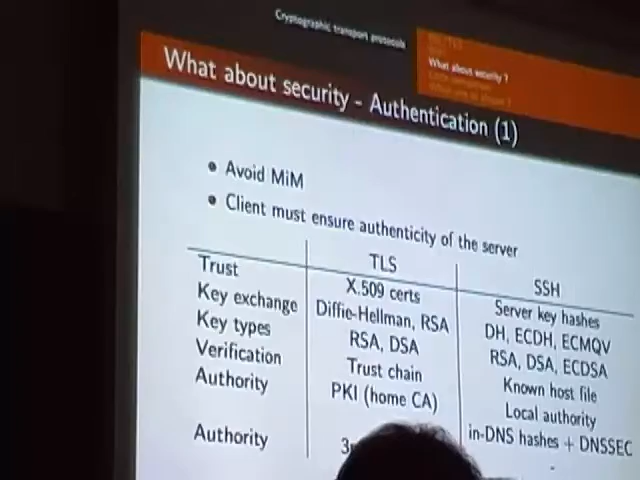 Cryptographic transport protocols
What about security ?
What about security - Authentication (1)
• Avoid MiM
• Client must ensure authenticity of the server
TLS SSH
Trust X.509 certs Server key hashes
Key exchange Diffie-Hellman, RSA DH, ECDH, ECMQV
Key types RSA, DSA RSA, DSA, ECDSA
Verification Trust chain Known host file
Authority PKI (home CA) Local authority
Authority in-DNS hashes + DNSSEC